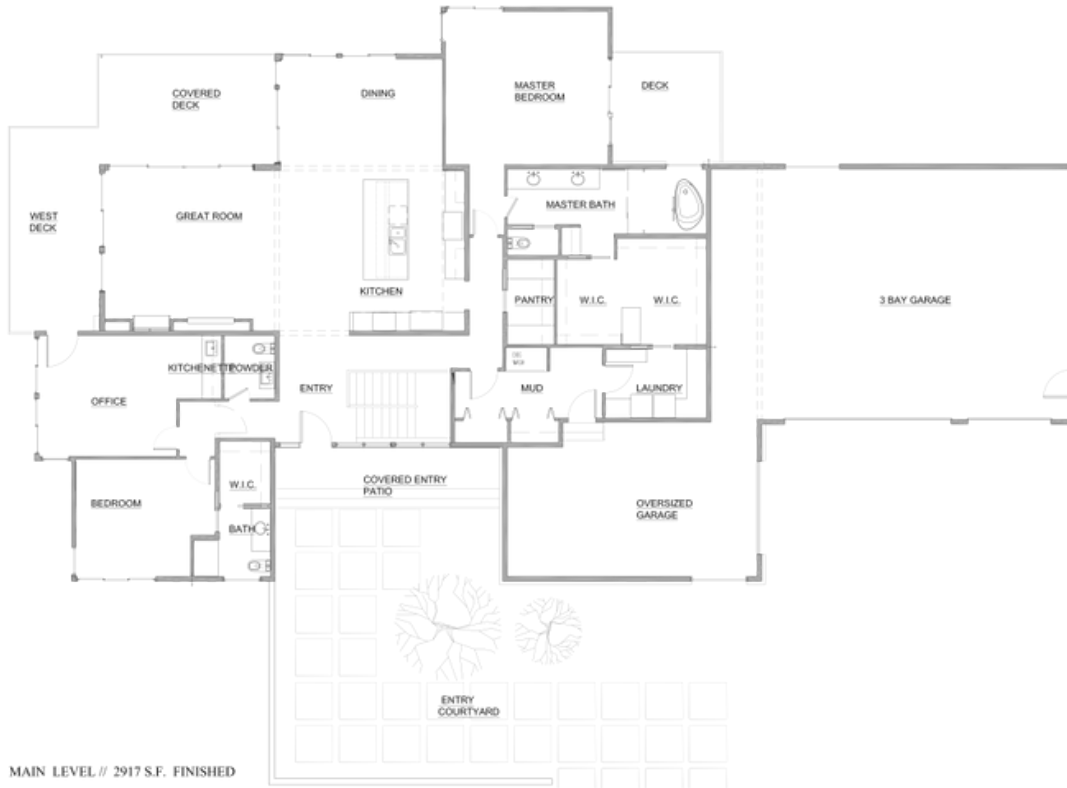 MASTER
BEDROOM
DECK
COVERED
DECK
DINING
WEST
DECK
GREAT ROOM
MASTER BATH
KITCHEN
PANTRY
W.I.C.
W.I.C.
3 BAY GARAGE
KITCHENETTE
POWDER
OFFICE
ENTRY
MUD
LAUNDRY
COVERED ENTRY
PATIO
W.I.C.
BEDROOM
BATH
OVERSIZED
GARAGE
ENTRY
COURTYARD
MAIN LEVEL // 2917 S.F. FINISHED